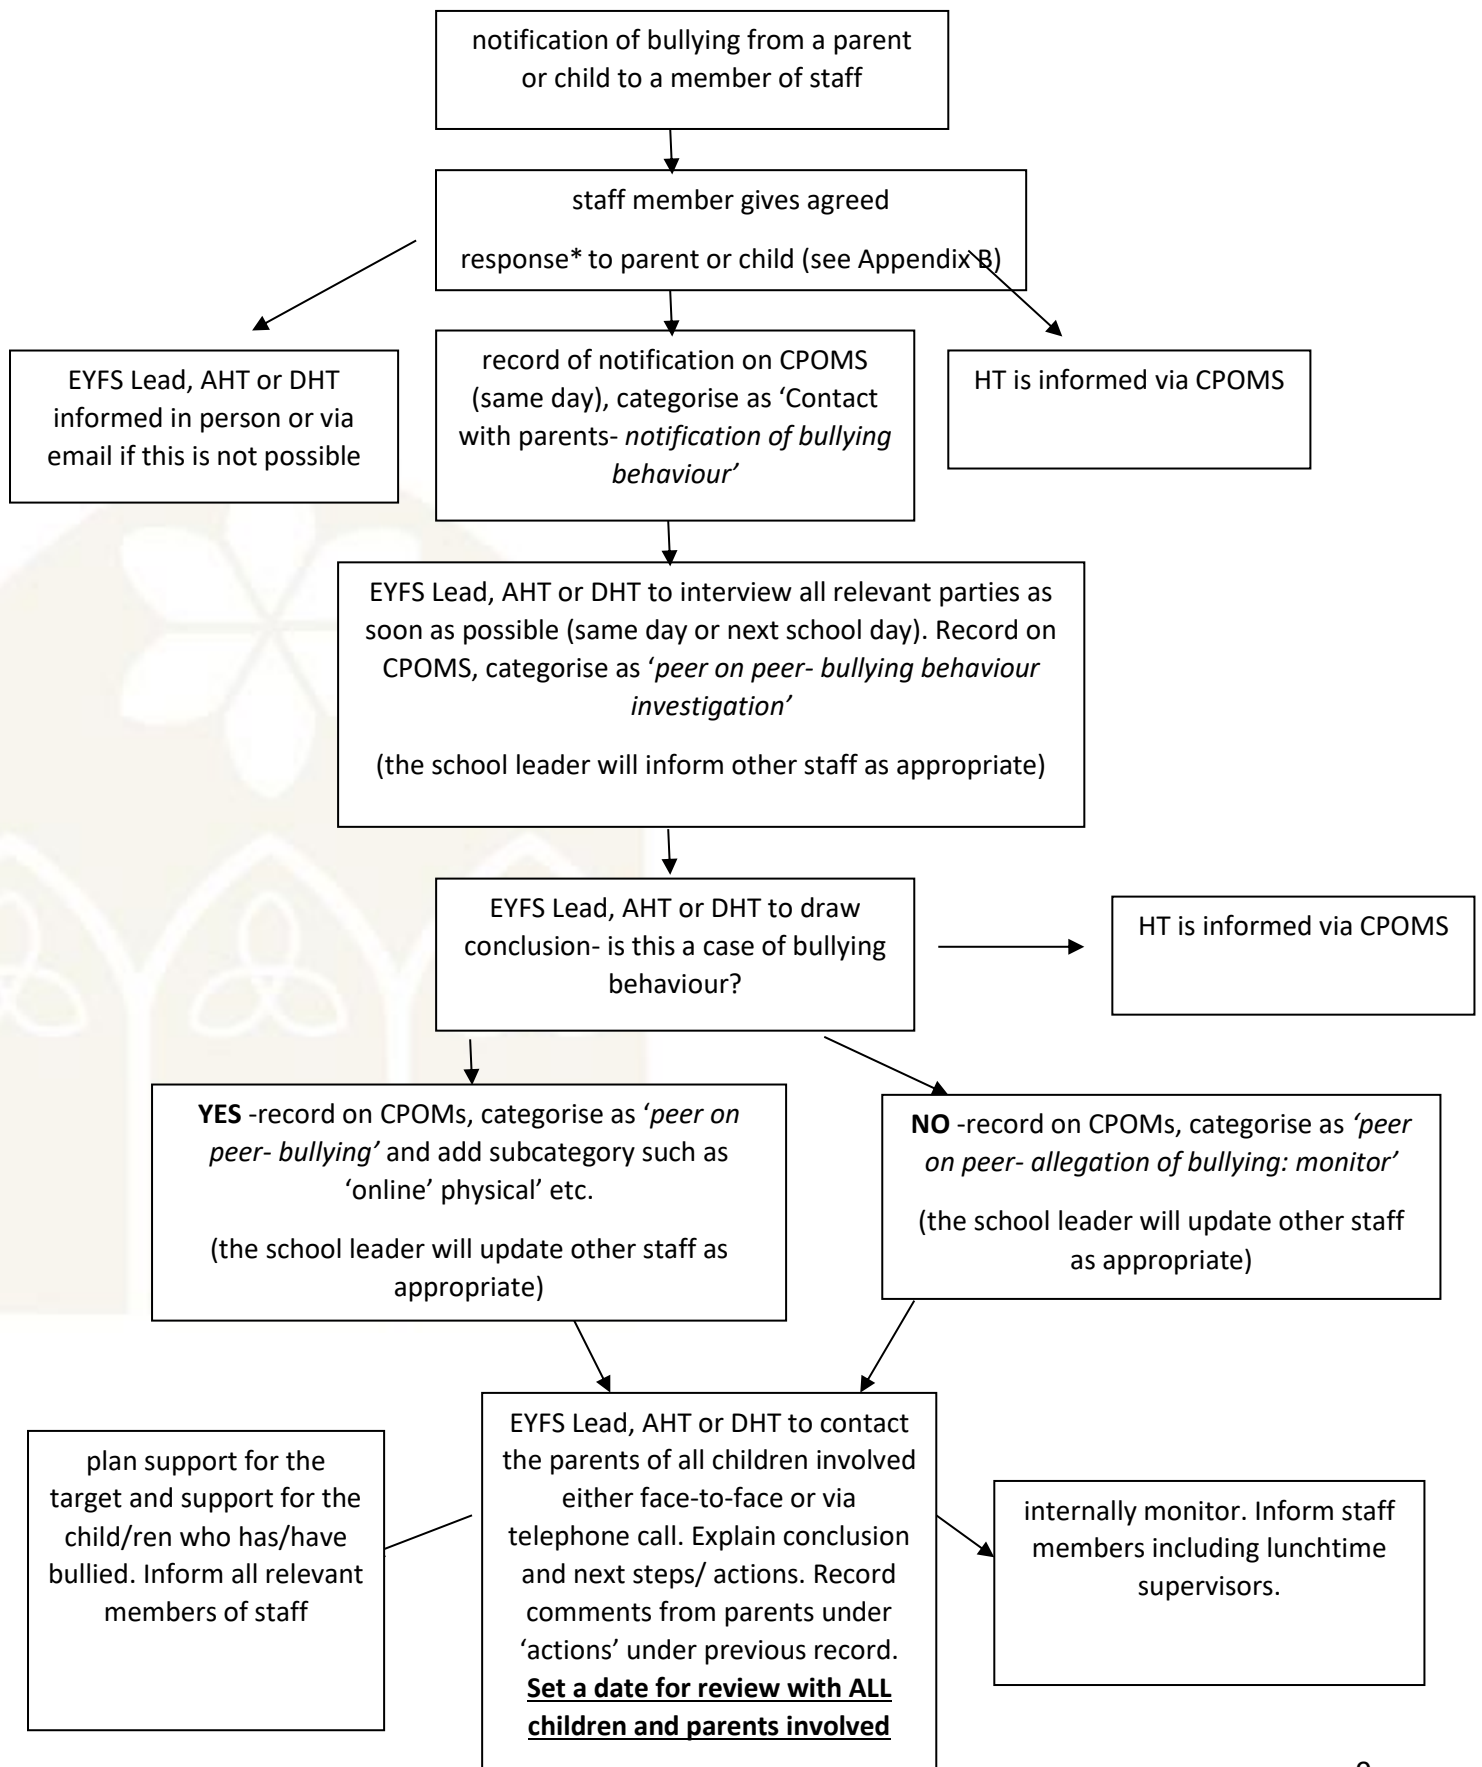 notification of bullying from a parent
or child to a member of staff
staff member gives agreed
response* to parent or child (see Appendix B)
EYFS Lead, AHT or DHT
informed in person or via
email if this is not possible
record of notification on CPOMS
(same day), categorise as ‘Contact
with parents- notification of bullying
behaviour’
HT is informed via CPOMS
EYFS Lead, AHT or DHT to interview all relevant parties as
soon as possible (same day or next school day). Record on
CPOMS, categorise as ‘peer on peer- bullying behaviour
investigation’
(the school leader will inform other staff as appropriate)
EYFS Lead, AHT or DHT to draw
conclusion- is this a case of bullying
behaviour?
HT is informed via CPOMS
YES -record on CPOMs, categorise as ‘peer on
peer- bullying’ and add subcategory such as
‘online’ physical’ etc.
(the school leader will update other staff as
appropriate)
NO -record on CPOMs, categorise as ‘peer
on peer- allegation of bullying: monitor’
(the school leader will update other staff
as appropriate)
plan support for the
target and support for the
child/ren who has/have
bullied. Inform all relevant
members of staff
EYFS Lead, AHT or DHT to contact
the parents of all children involved
either face-to-face or via
telephone call. Explain conclusion
and next steps/ actions. Record
comments from parents under
‘actions’ under previous record.
Set a date for review with ALL
children and parents involved
internally monitor. Inform staff
members including lunchtime
supervisors.